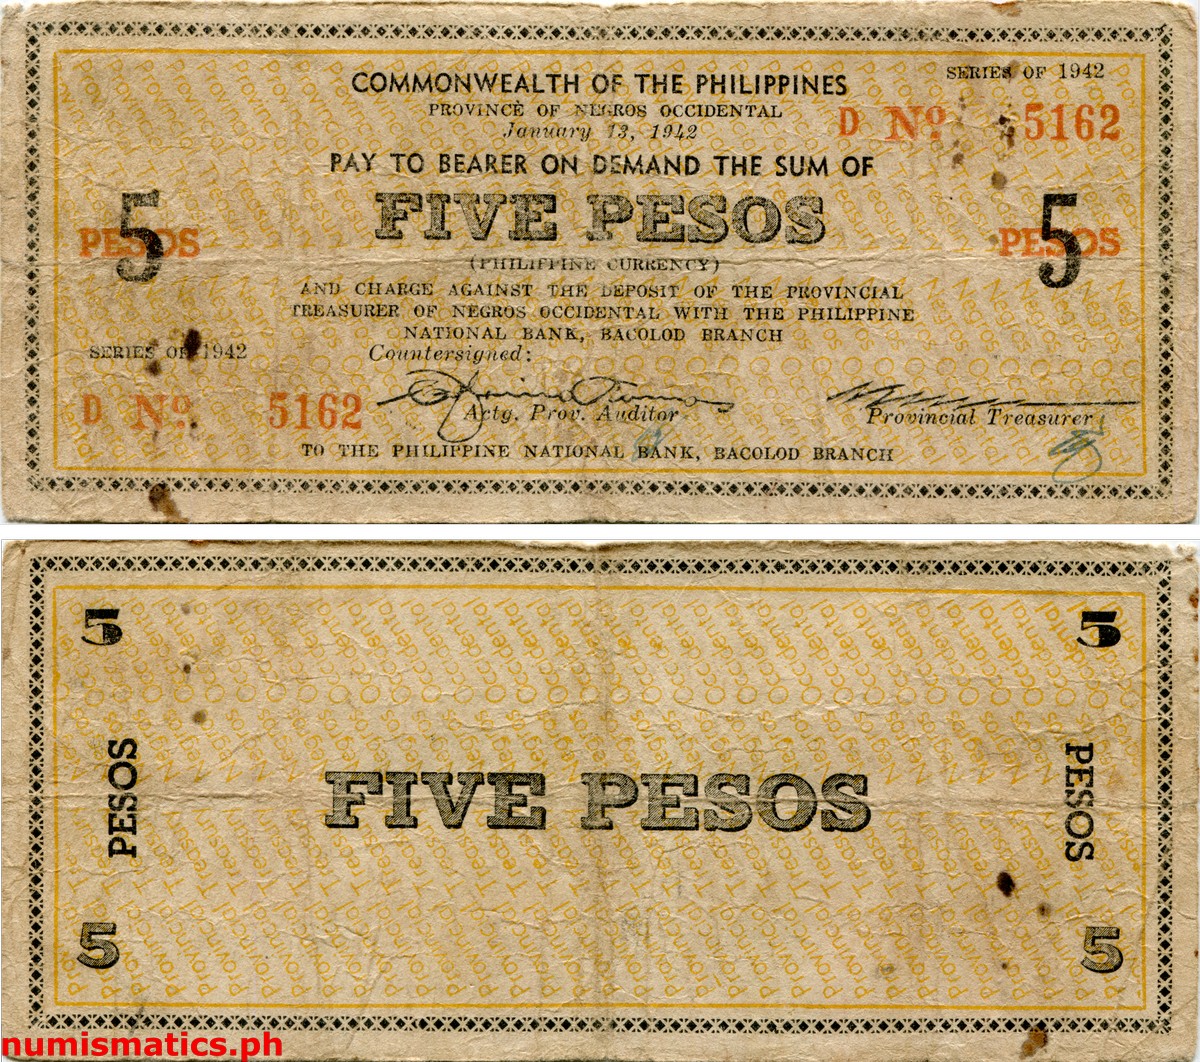 SERIES OF 1942
COMMONWEALTH OF THE PHILIPPINES
PROVINCE OF NEGROS OCCIDENTAL
January 13, 1942
D No. 5162
PAY TO BEARER ON DEMAND THE SUM OF
5 PESOS
FIVE PESOS
5 PESOS
(PHILIPPINE CURRENCY)
AND CHARGE AGAINST THE DEPOSIT OF THE PROVINCIAL
TREASURER OF NEGROS OCCIDENTAL WITH THE PHILIPPINE
NATIONAL BANK, BACOLOD BRANCH
SERIES OF 1942
Countersigned:
D No. 5162
Actg. Prov. Auditor
Provincial Treasurer
TO THE PHILIPPINE NATIONAL BANK, BACOLOD BRANCH
5
5
PESOS
FIVE PESOS
PESOS
5
5
Provincial Treasury Negros Occidental
numismatics.ph